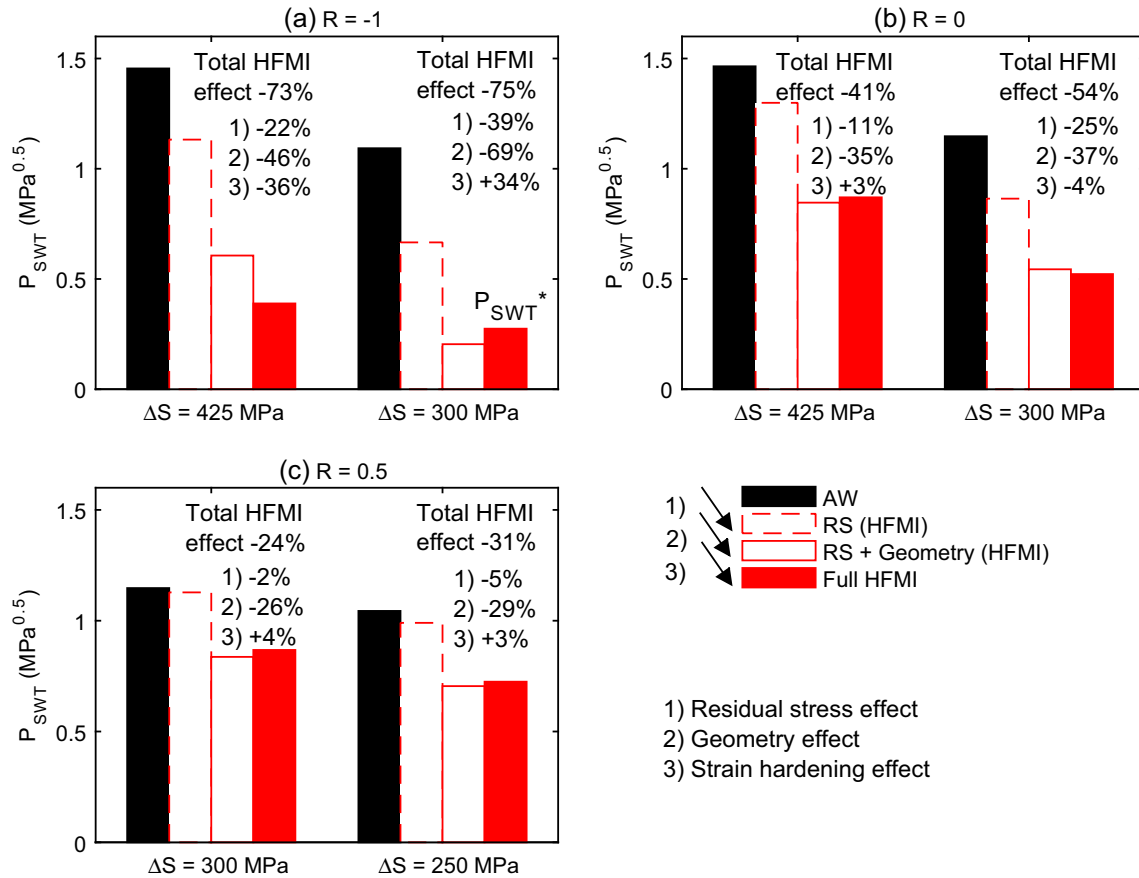 (a) R = -1
1.5
1
0.5
0
P_SWT (MPa^0.5)
Total HFMI
effect -73%
1) -22%
2) -46%
3) -36%
Total HFMI
effect -75%
1) -39%
2) -69%
3) +34%
P_SWT*
ΔS = 425 MPa
ΔS = 300 MPa
(b) R = 0
1.5
1
0.5
0
P_SWT (MPa^0.5)
Total HFMI
effect -41%
1) -11%
2) -35%
3) +3%
Total HFMI
effect -54%
1) -25%
2) -37%
3) -4%
ΔS = 425 MPa
ΔS = 300 MPa
(c) R = 0.5
1.5
1
0.5
0
P_SWT (MPa^0.5)
Total HFMI
effect -24%
1) -2%
2) -26%
3) +4%
Total HFMI
effect -31%
1) -5%
2) -29%
3) +3%
ΔS = 300 MPa
ΔS = 250 MPa
1)
2)
3)
AW
RS (HFMI)
RS + Geometry (HFMI)
Full HFMI
1) Residual stress effect
2) Geometry effect
3) Strain hardening effect